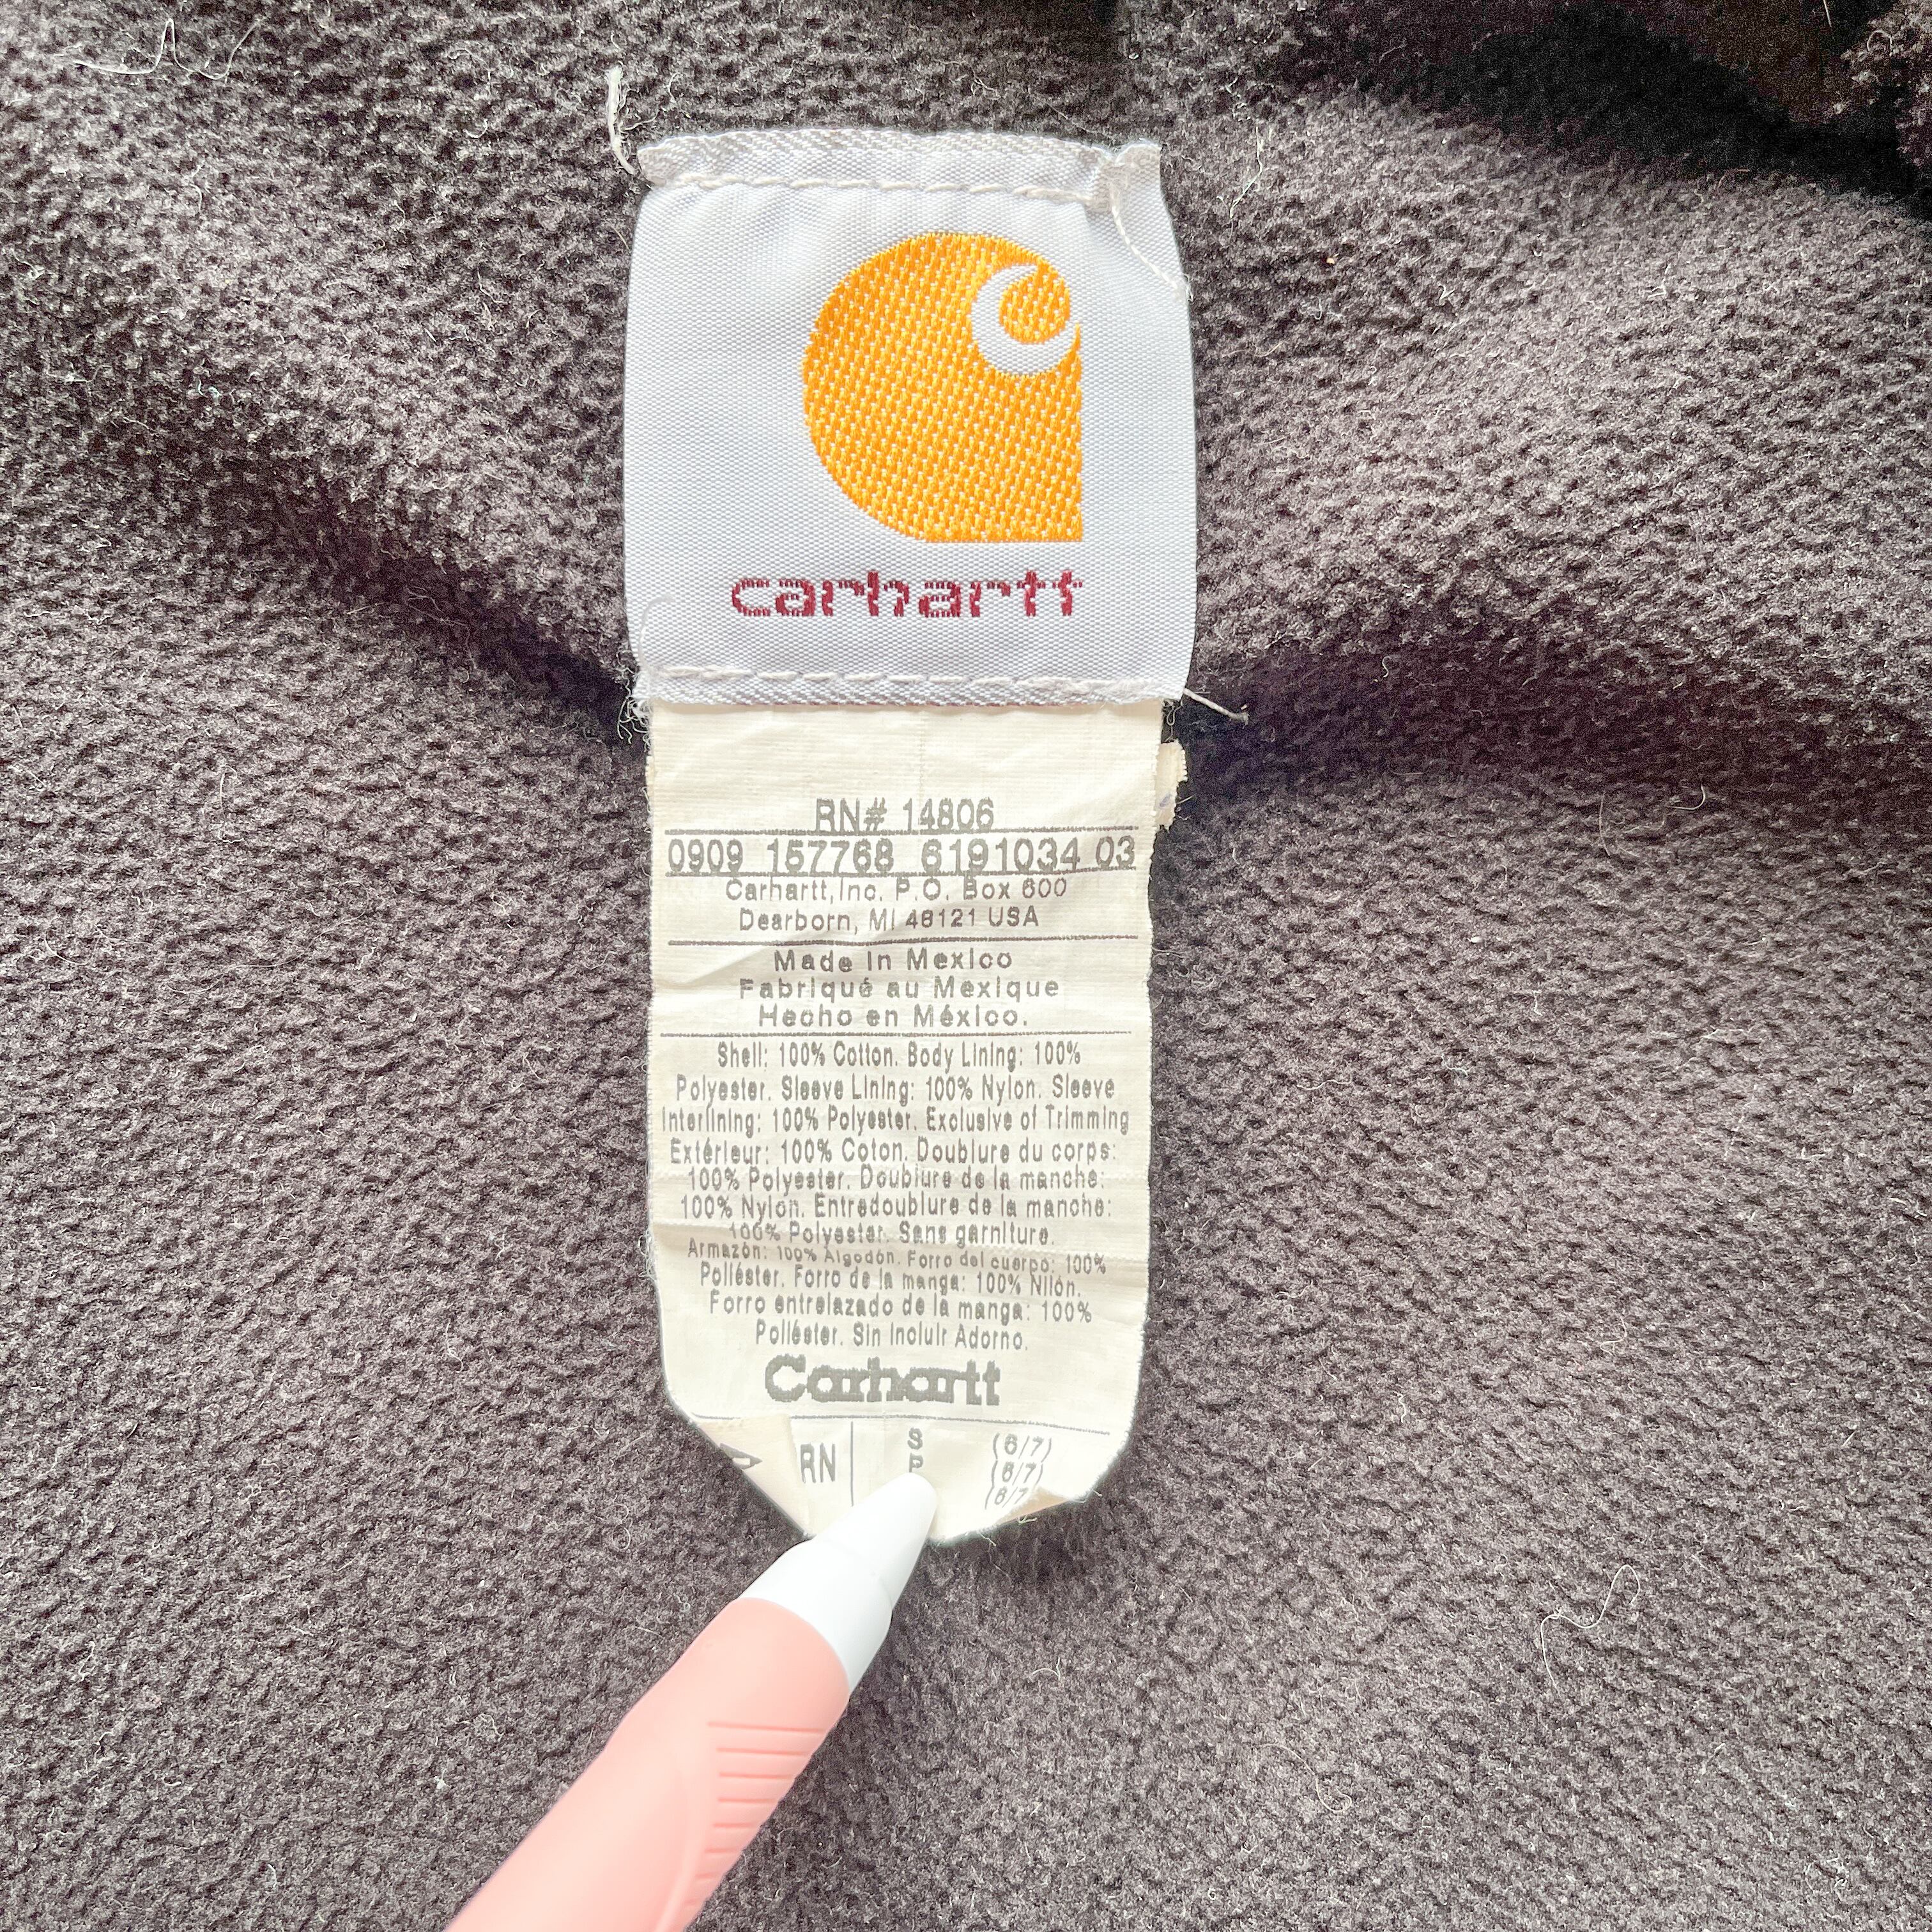 carhartt
RN# 14806
0909 157768 6191034 03
Carhartt,Inc. P.O. Box 600
Dearborn, MI 48121 USA
Made In Mexico
Fabriqué au Mexique
Hecho en México.
Shell: 100% Cotton. Body Lining: 100%
Polyester. Sleeve Lining: 100% Nylon. Sleeve
Interlining: 100% Polyester. Exclusive of Trimming
Extérieur: 100% Coton. Doublure du corps:
100% Polyester. Doublure de la manche:
100% Nylon. Entredoublure de la manche:
100% Polyester. Sans garniture.
Armazón: 100% Algodón. Forro del cuerpo: 100%
Poliéster. Forro de la manga: 100% Nilón.
Forro entrelazado de la manga: 100%
Poliéster. Sin Incluir Adorno.
Carhartt
RN S (6/7)
P (6/7)
(6/7